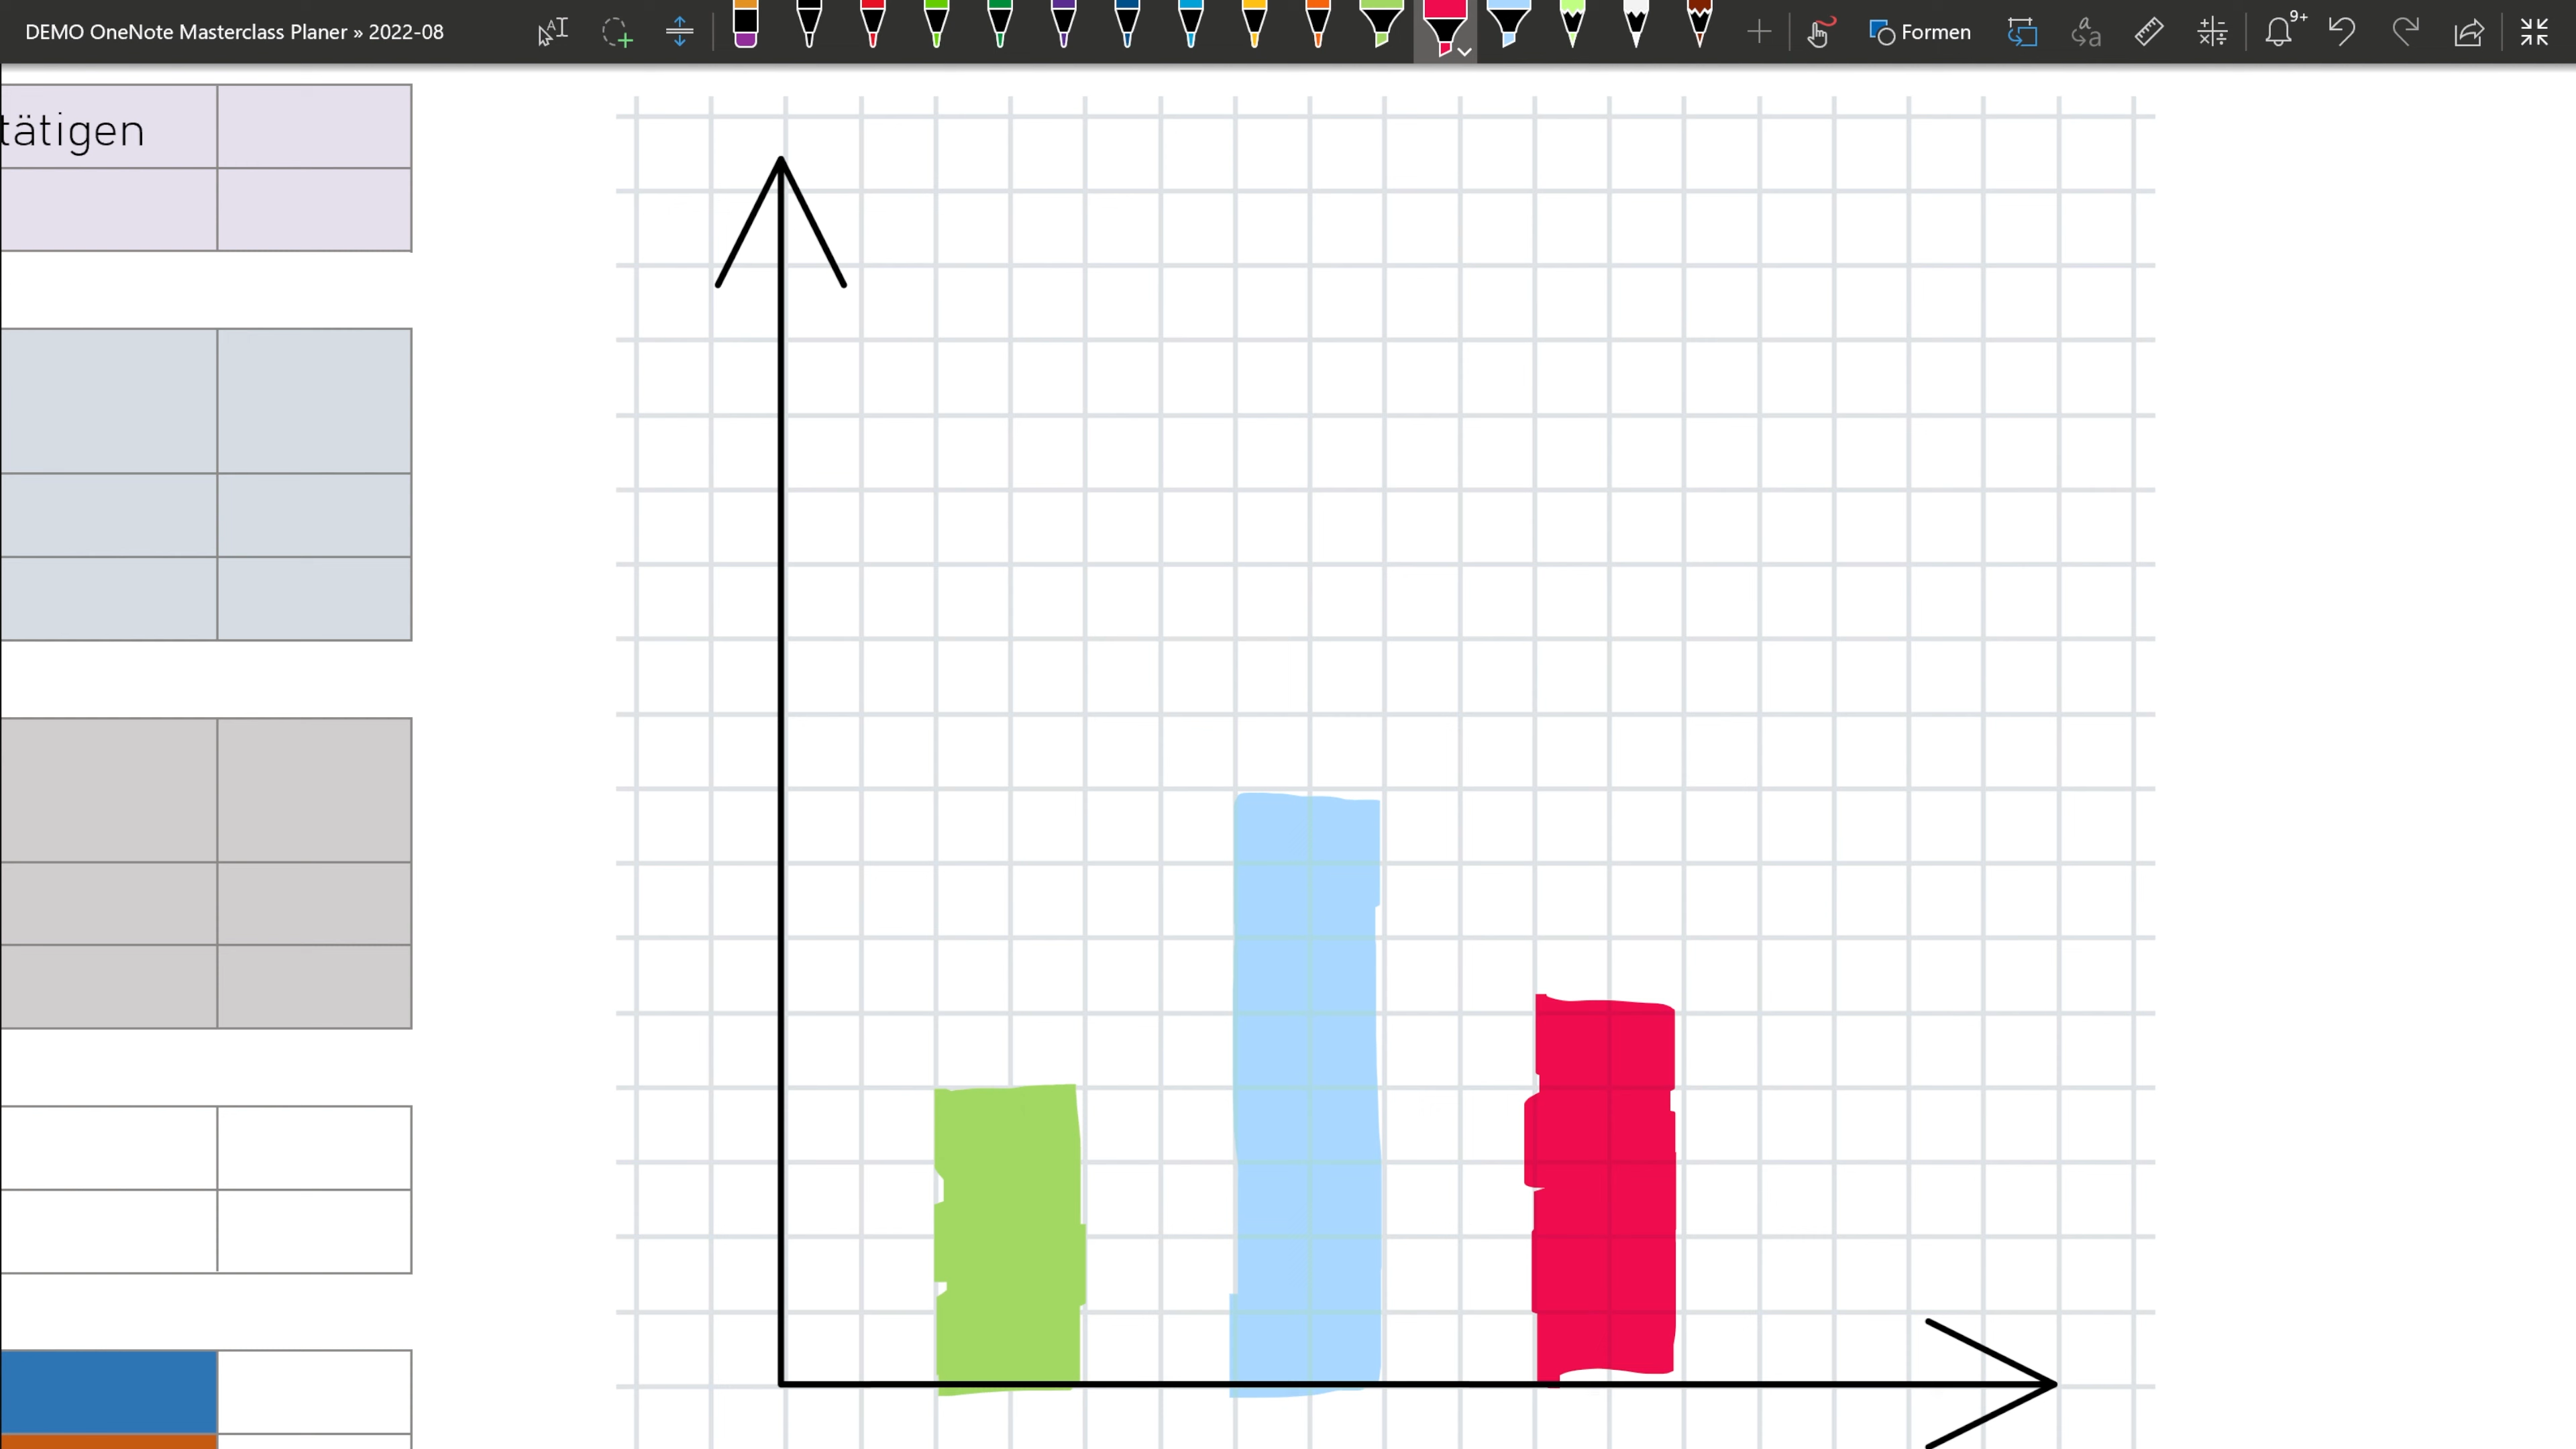 DEMO OneNote Masterclass Planer » 2022-08
Formen
9+
tätigen